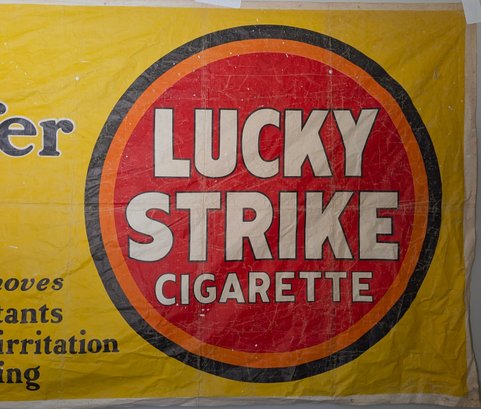 fer
LUCKY
STRIKE
CIGARETTE
moves
tants
irritation
ing